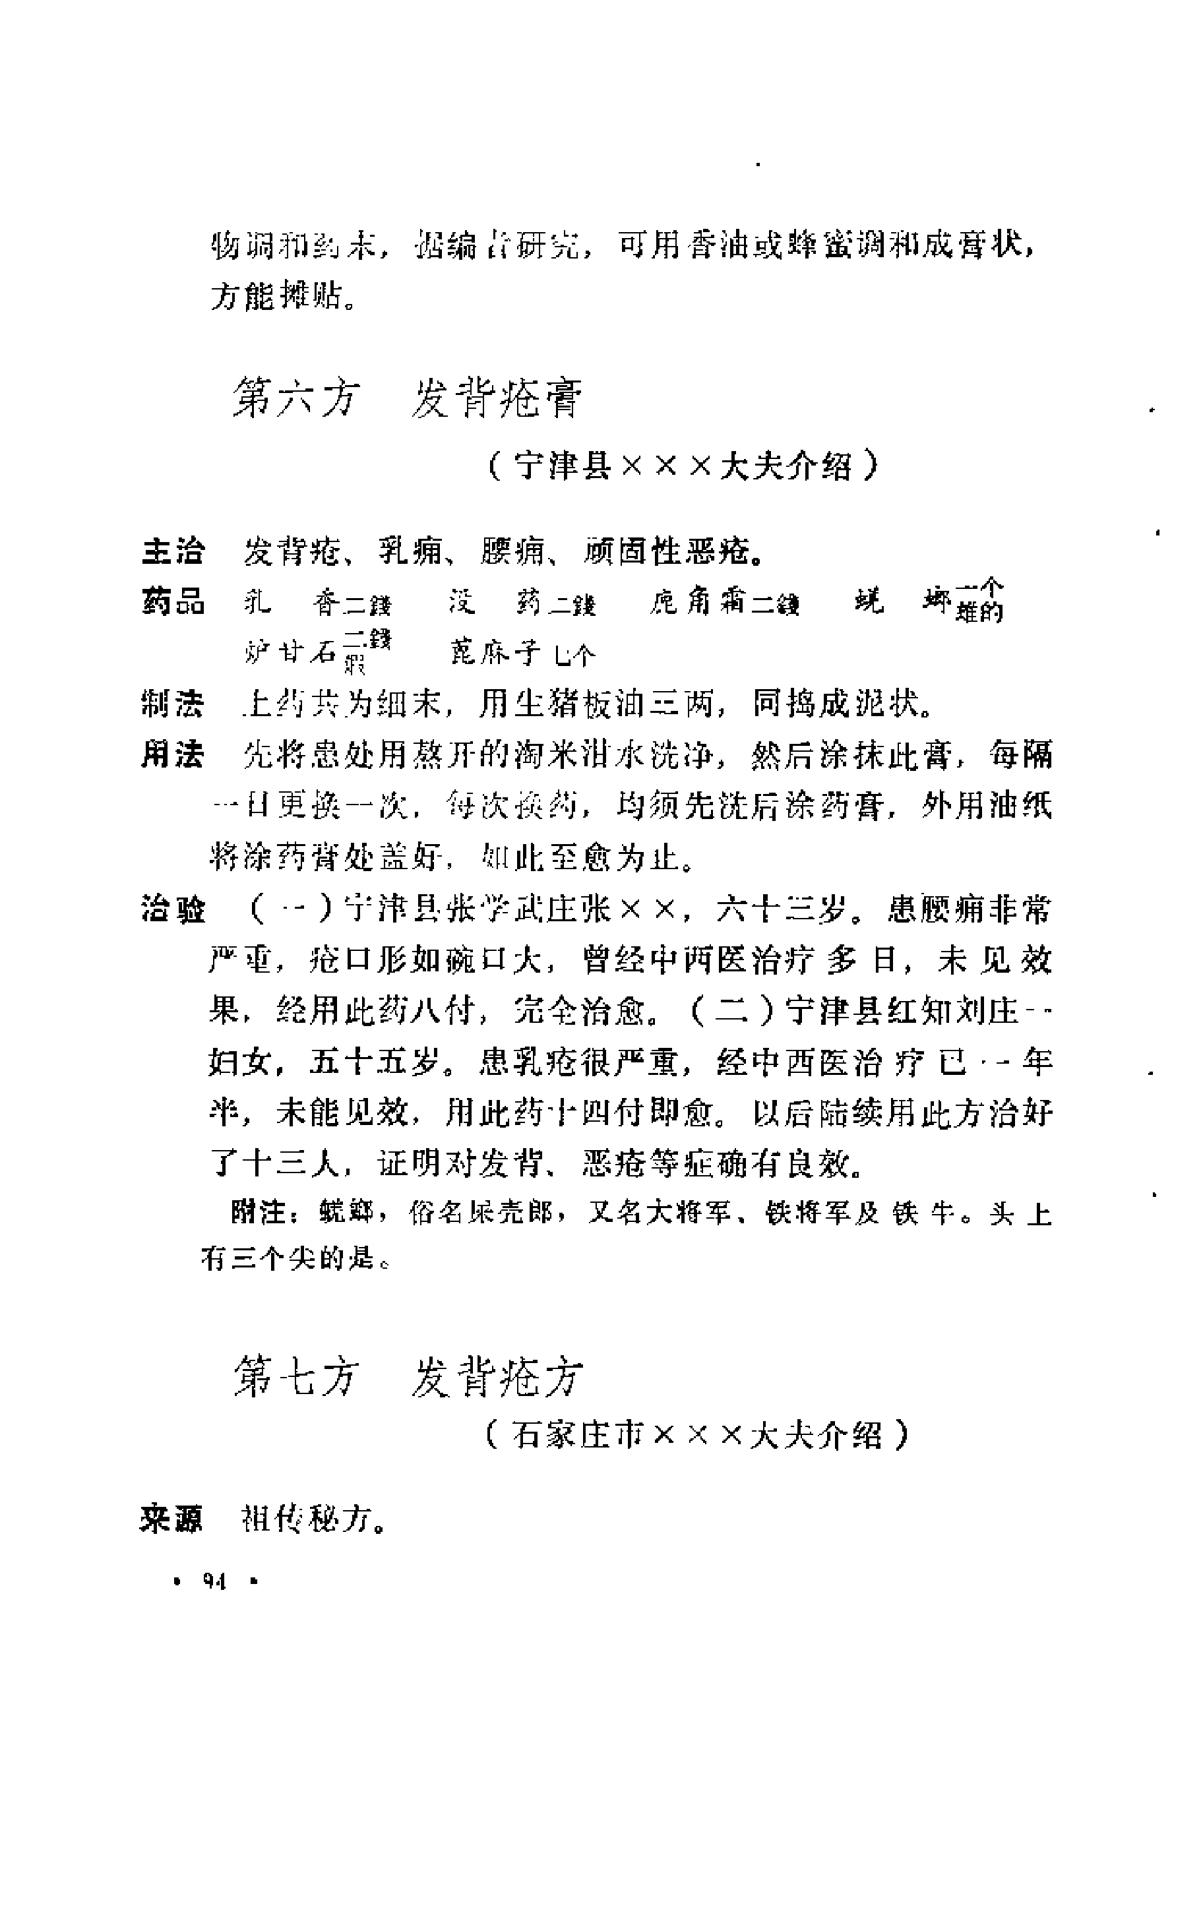 物调和药末，据编者研究，可用香油或蜂蜜调和成膏状，
方能摊贴。
第六方　发背疮膏
（宁津县×××大夫介绍）
主治　发背疮、乳痈、腰痈、顽固性恶疮。
药品　乳　香二錢　没　药二錢　鹿角霜二錢　蜣　螂一个雄的
炉甘石二錢煅　蓖麻子七个
制法　上药共为细末，用生猪板油三两，同捣成泥状。
用法　先将患处用熬开的淘米泔水洗净，然后涂抹此膏，每隔
一日更换一次，每次换药，均须先洗后涂药膏，外用油纸
将涂药膏处盖好，如此至愈为止。
治验　（一）宁津县张学武庄张××，六十三岁。患腰痈非常
严重，疮口形如碗口大，曾经中西医治疗多日，未见效
果，经用此药八付，完全治愈。（二）宁津县红知刘庄一
妇女，五十五岁。患乳疮很严重，经中西医治疗已一年
半，未能见效，用此药十四付即愈。以后陆续用此方治好
了十三人，证明对发背、恶疮等症确有良效。
附注：蜣螂，俗名屎壳郎，又名大将军、铁将军及铁牛。头上
有三个尖的是。
第七方　发背疮方
（石家庄市×××大夫介绍）
来源　祖传秘方。
· 94 ·